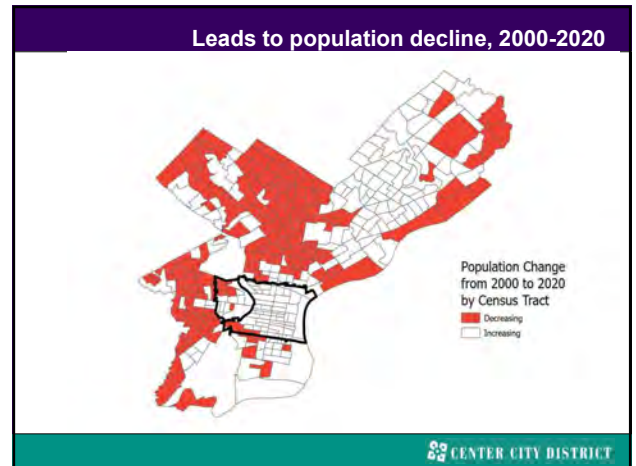 Leads to population decline, 2000-2020
Population Change
from 2000 to 2020
by Census Tract
Decreasing
Increasing
CENTER CITY DISTRICT